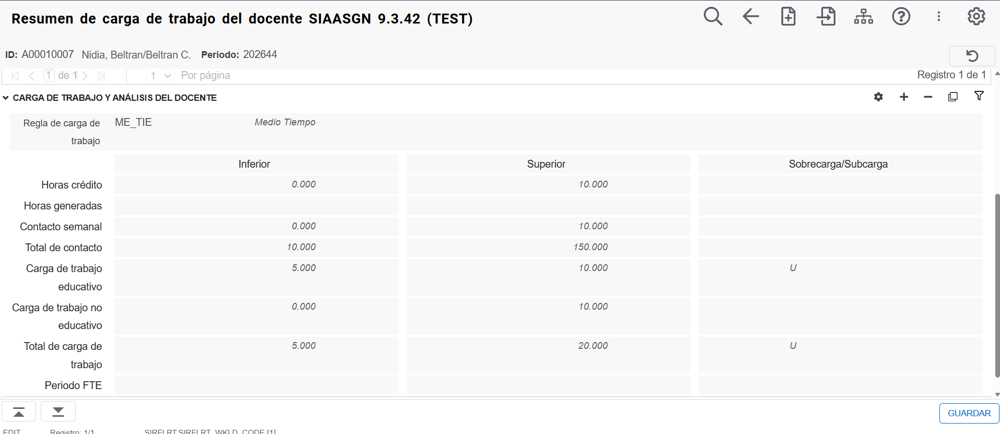 Resumen de carga de trabajo del docente SIAASGN 9.3.42 (TEST)
ID: A00010007 Nidia, Beltran/Beltran C. Periodo: 202644
1 de 1 1 Por página Registro 1 de 1
CARGA DE TRABAJO Y ANÁLISIS DEL DOCENTE
Regla de carga de trabajo ME_TIE Medio Tiempo
Inferior Superior Sobrecarga/Subcarga
Horas crédito 0.000 10.000
Horas generadas
Contacto semanal 0.000 10.000
Total de contacto 10.000 150.000
Carga de trabajo educativo 5.000 10.000 U
Carga de trabajo no educativo 0.000 10.000
Total de carga de trabajo 5.000 20.000 U
Periodo FTE
GUARDAR
EDIT Registro: 1/1 SIRFLRT.SIRFLRT_WKLD_CODE [1]